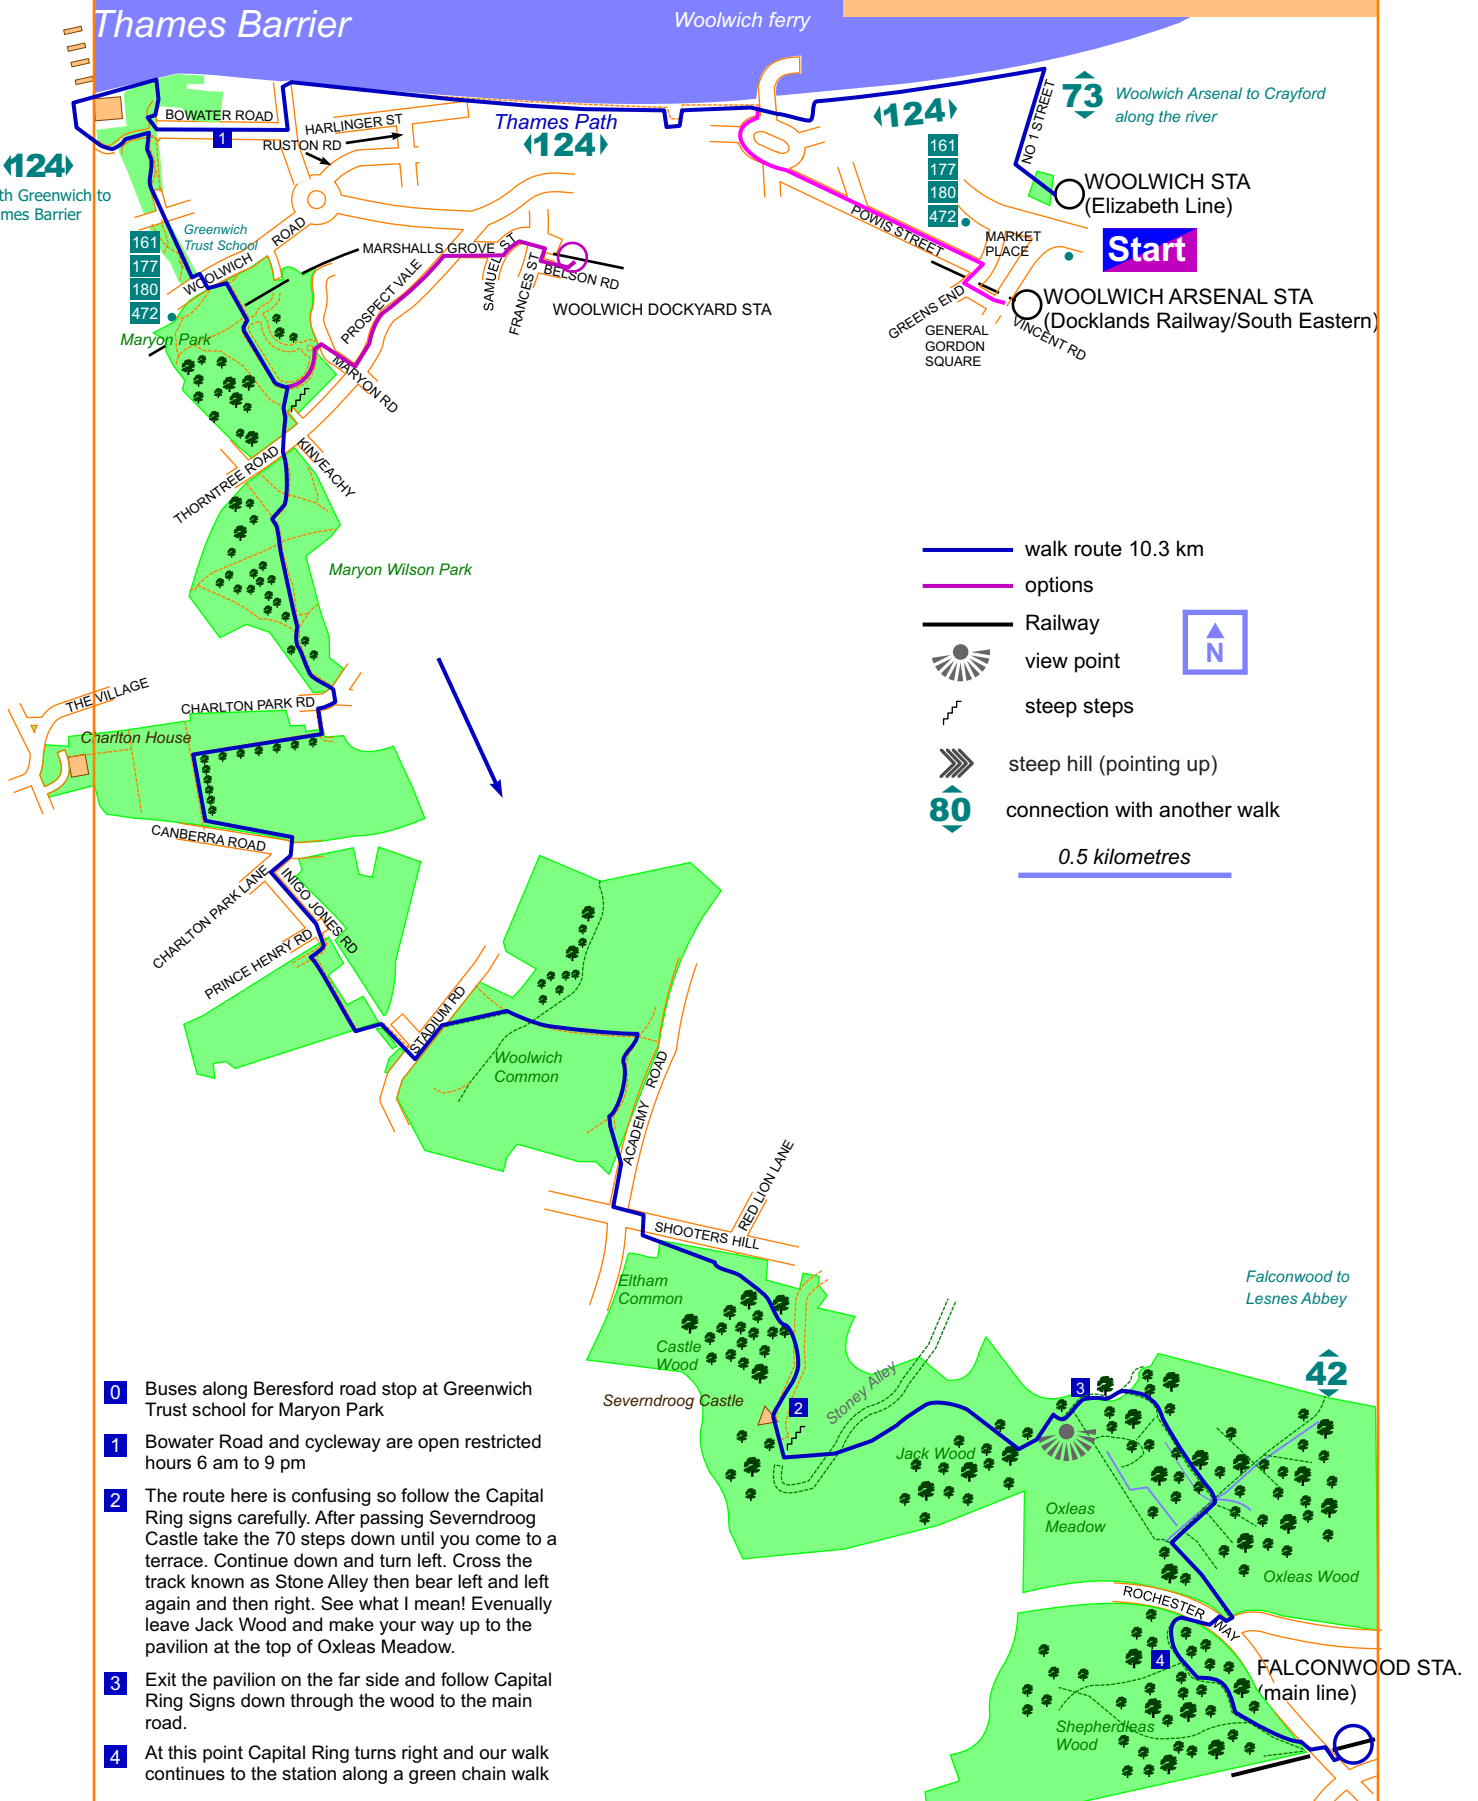 Thames Barrier
Woolwich ferry
BOWATER ROAD
1
HARLINGER ST
RUSTON RD
Thames Path
124
124
73
Woolwich Arsenal to Crayford
along the river
NO 1 STREET
124
th Greenwich to
mes Barrier
161
177
180
472
WOOLWICH STA
(Elizabeth Line)
Start
POWIS STREET
MARKET
PLACE
Greenwich
Trust School
WOOLWICH ROAD
161
177
180
472
MARSHALLS GROVE
SAMUEL ST
FRANCES ST
BELSON RD
PROSPECT VALE
WOOLWICH DOCKYARD STA
WOOLWICH ARSENAL STA
(Docklands Railway/South Eastern)
GREENS END
GENERAL
GORDON
SQUARE
VINCENT RD
Maryon Park
MARYON RD
THORNTREE ROAD
KINVEACHY
Maryon Wilson Park
walk route 10.3 km
options
Railway
view point
N
steep steps
steep hill (pointing up)
80
connection with another walk
0.5 kilometres
THE VILLAGE
CHARLTON PARK RD
Charlton House
CANBERRA ROAD
CHARLTON PARK LANE
INIGO JONES RD
PRINCE HENRY RD
STADIUM RD
Woolwich
Common
ACADEMY ROAD
RED LION LANE
SHOOTERS HILL
Eltham
Common
Castle
Wood
Severndroog Castle
2
Stoney Alley
Jack Wood
3
Falconwood to
Lesnes Abbey
42
Oxleas
Meadow
Oxleas Wood
ROCHESTER WAY
4
FALCONWOOD STA.
(main line)
Shepherdleas
Wood
0 Buses along Beresford road stop at Greenwich
Trust school for Maryon Park
1 Bowater Road and cycleway are open restricted
hours 6 am to 9 pm
2 The route here is confusing so follow the Capital
Ring signs carefully. After passing Severndroog
Castle take the 70 steps down until you come to a
terrace. Continue down and turn left. Cross the
track known as Stone Alley then bear left and left
again and then right. See what I mean! Evenually
leave Jack Wood and make your way up to the
pavilion at the top of Oxleas Meadow.
3 Exit the pavilion on the far side and follow Capital
Ring Signs down through the wood to the main
road.
4 At this point Capital Ring turns right and our walk
continues to the station along a green chain walk